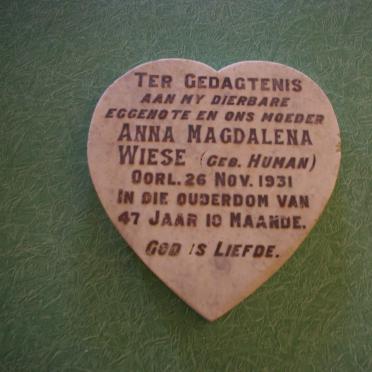 TER GEDAGTENIS
AAN MY DIERBARE
EGGENOTE EN ONS MOEDER
ANNA MAGDALENA
WIESE (GEB. HUMAN)
OORL. 26 NOV. 1931
IN DIE OUDERDOM VAN
47 JAAR 10 MAANDE.
GOD IS LIEFDE.